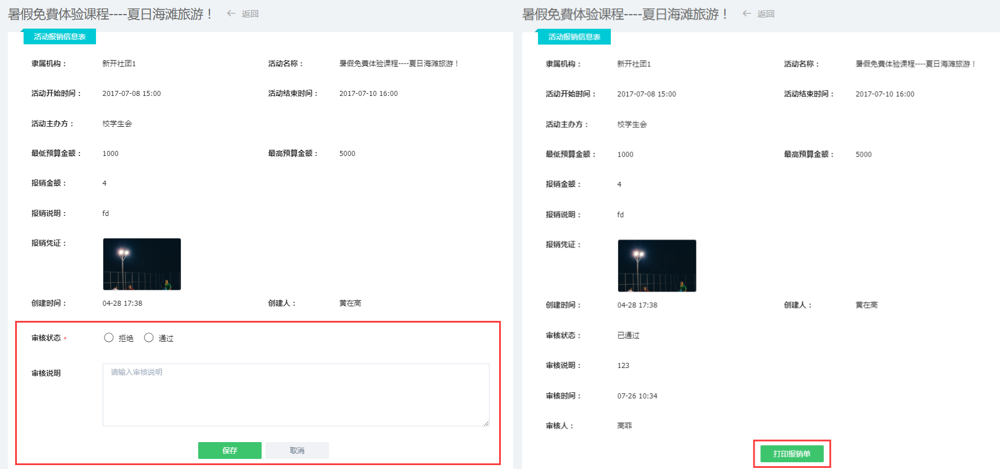 暑假免費体验课程----夏日海滩旅游！ ← 返回
活动报销信息表
隶属机构： 新开社团1 活动名称： 暑假免費体验课程----夏日海滩旅游！
活动开始时间： 2017-07-08 15:00 活动结束时间： 2017-07-10 16:00
活动主办方： 校学生会
最低预算金额： 1000 最高预算金额： 5000
报销金额： 4
报销说明： fd
报销凭证：
创建时间： 04-28 17:38 创建人： 黄在高
审核状态 * 拒绝 通过
审核说明 请输入审核说明
保存 取消
暑假免費体验课程----夏日海滩旅游！ ← 返回
活动报销信息表
隶属机构： 新开社团1 活动名称： 暑假免費体验课程----夏日海滩旅游！
活动开始时间： 2017-07-08 15:00 活动结束时间： 2017-07-10 16:00
活动主办方： 校学生会
最低预算金额： 1000 最高预算金额： 5000
报销金额： 4
报销说明： fd
报销凭证：
创建时间： 04-28 17:38 创建人： 黄在高
审核状态： 已通过
审核说明： 123
审核时间： 07-26 10:34
审核人： 高菲
打印报销单